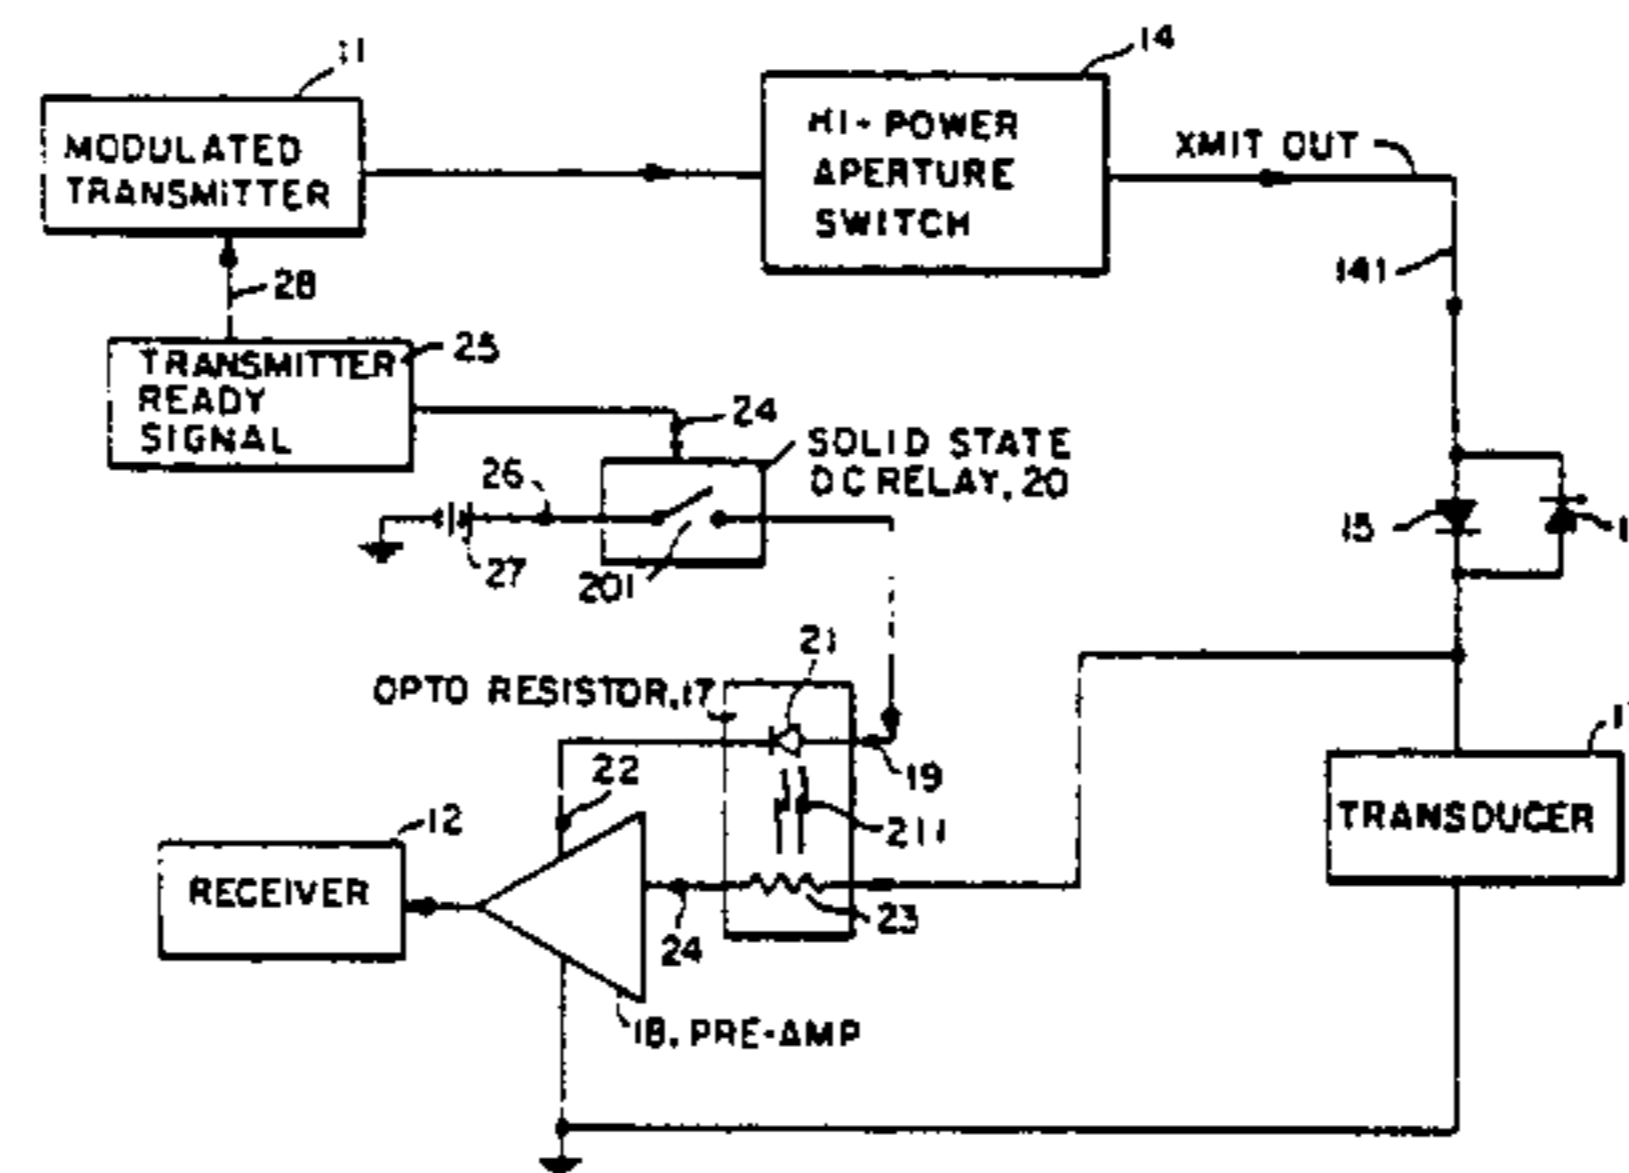 11
14
MODULATED
TRANSMITTER
HI-POWER
APERTURE
SWITCH
XMIT OUT
141
28
TRANSMITTER
READY
SIGNAL
25
24
SOLID STATE
DC RELAY, 20
26
27
201
15
21
OPTO RESISTOR, 17
19
22
211
TRANSDUCER
12
RECEIVER
23
24
18, PRE-AMP